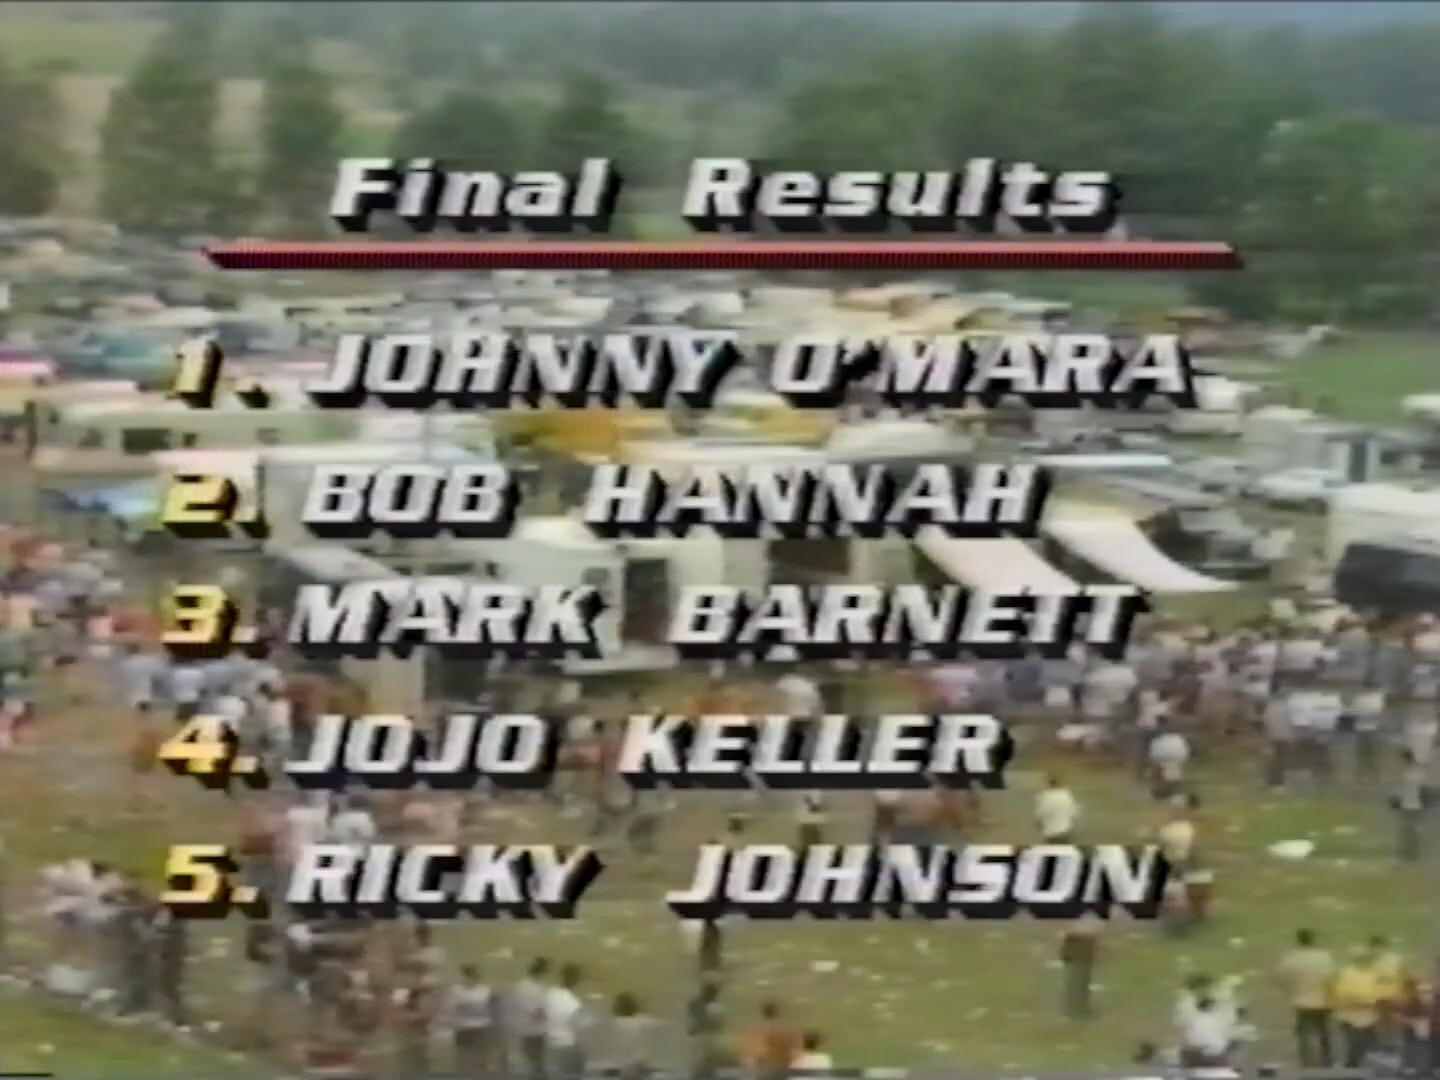 Final Results
1. JOHNNY O'MARA
2. BOB HANNAH
3. MARK BARNETT
4. JOJO KELLER
5. RICKY JOHNSON